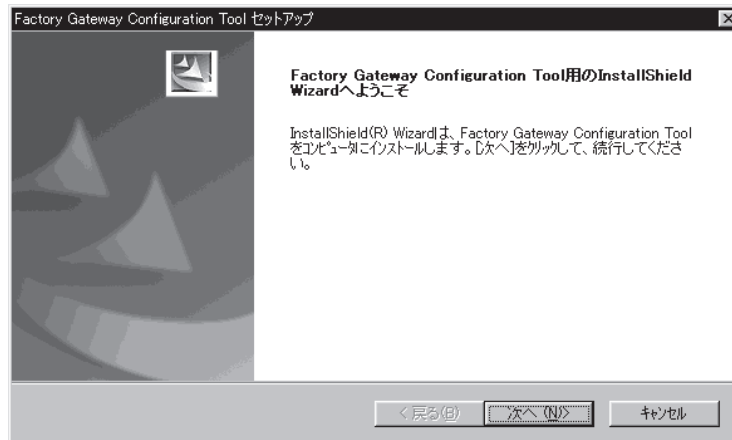 Factory Gateway Configuration Tool セットアップ
Factory Gateway Configuration Tool用のInstallShield
Wizardへようこそ
InstallShield(R) Wizardは、Factory Gateway Configuration Tool
をコンピュータにインストールします。[次へ]をクリックして、続行してくださ
い。
< 戻る(B)
次へ (N)>
キャンセル